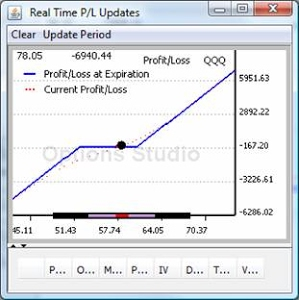 Real Time P/L Updates
Clear Update Period
78.05 -6940.44 Profit/Loss QQQ
Profit/Loss at Expiration
Current Profit/Loss
5951.63
2892.22
-167.20
-3226.61
-6286.02
Options Studio
45.11 51.43 57.74 64.05 70.37
P... O... M... P... IV D... T... V...